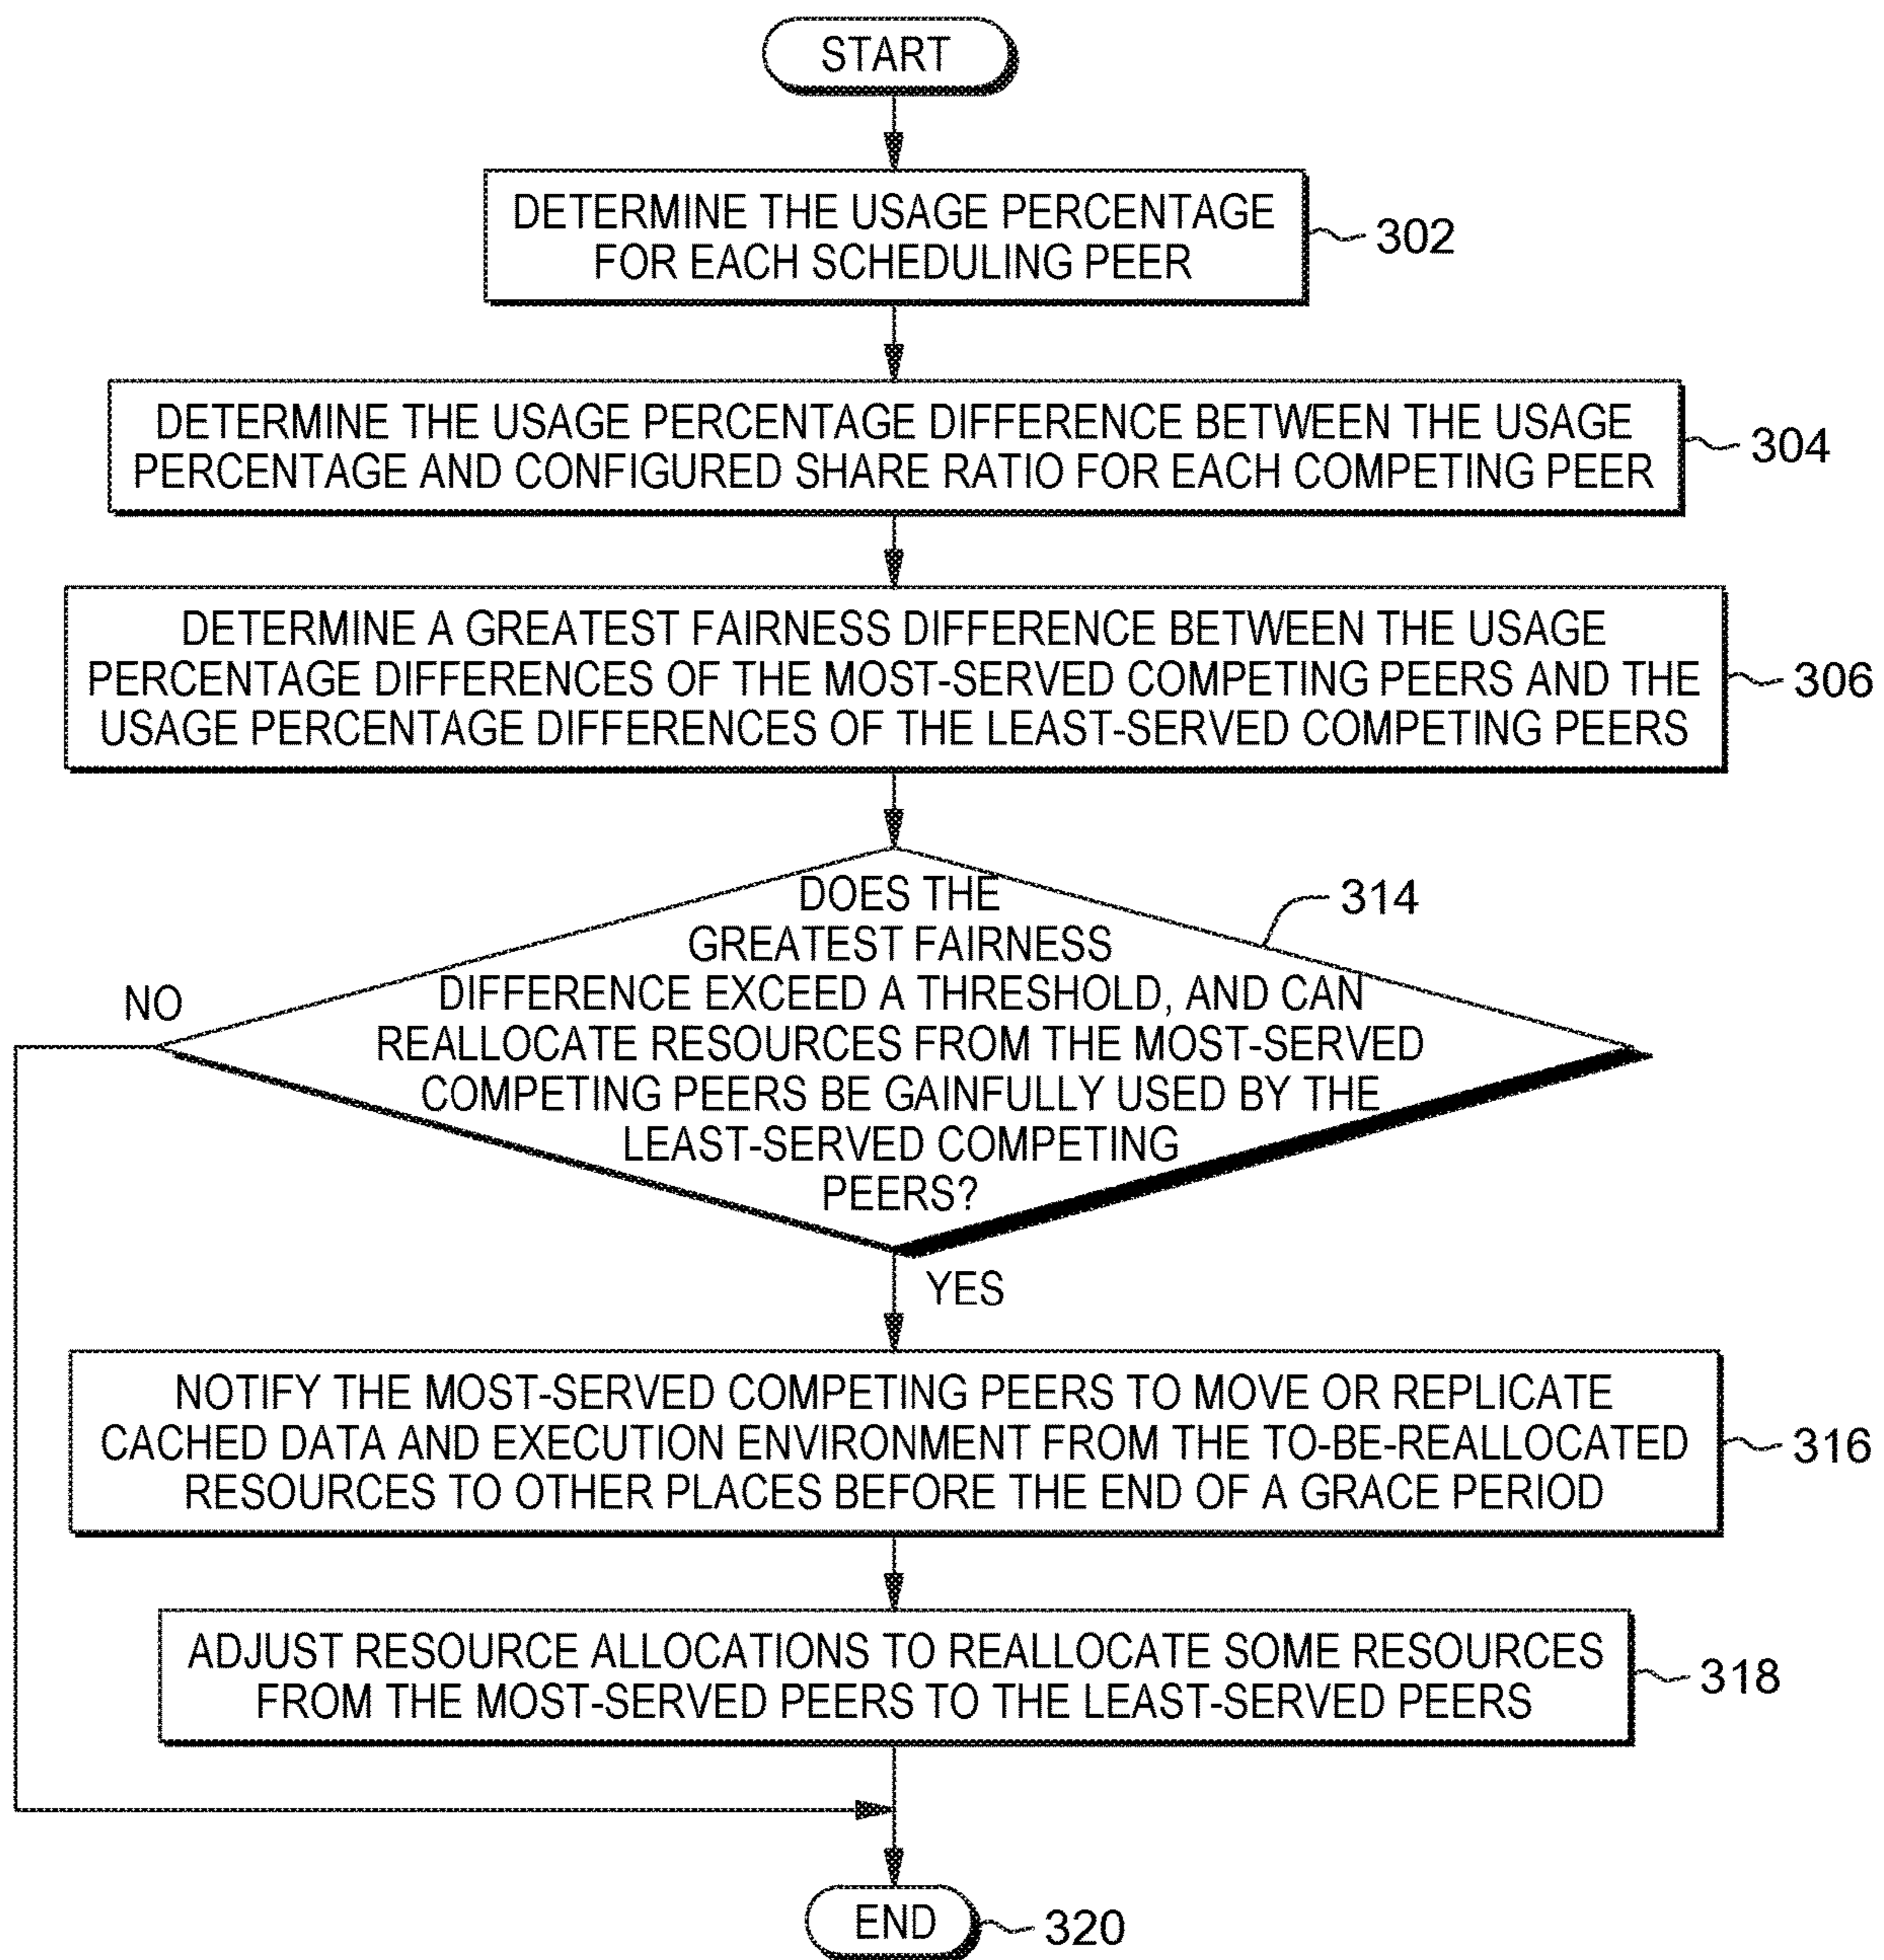 START
DETERMINE THE USAGE PERCENTAGE
FOR EACH SCHEDULING PEER
302
DETERMINE THE USAGE PERCENTAGE DIFFERENCE BETWEEN THE USAGE
PERCENTAGE AND CONFIGURED SHARE RATIO FOR EACH COMPETING PEER
304
DETERMINE A GREATEST FAIRNESS DIFFERENCE BETWEEN THE USAGE
PERCENTAGE DIFFERENCES OF THE MOST-SERVED COMPETING PEERS AND THE
USAGE PERCENTAGE DIFFERENCES OF THE LEAST-SERVED COMPETING PEERS
306
DOES THE
GREATEST FAIRNESS
DIFFERENCE EXCEED A THRESHOLD, AND CAN
REALLOCATE RESOURCES FROM THE MOST-SERVED
COMPETING PEERS BE GAINFULLY USED BY THE
LEAST-SERVED COMPETING
PEERS?
314
NO
YES
NOTIFY THE MOST-SERVED COMPETING PEERS TO MOVE OR REPLICATE
CACHED DATA AND EXECUTION ENVIRONMENT FROM THE TO-BE-REALLOCATED
RESOURCES TO OTHER PLACES BEFORE THE END OF A GRACE PERIOD
316
ADJUST RESOURCE ALLOCATIONS TO REALLOCATE SOME RESOURCES
FROM THE MOST-SERVED PEERS TO THE LEAST-SERVED PEERS
318
END
320